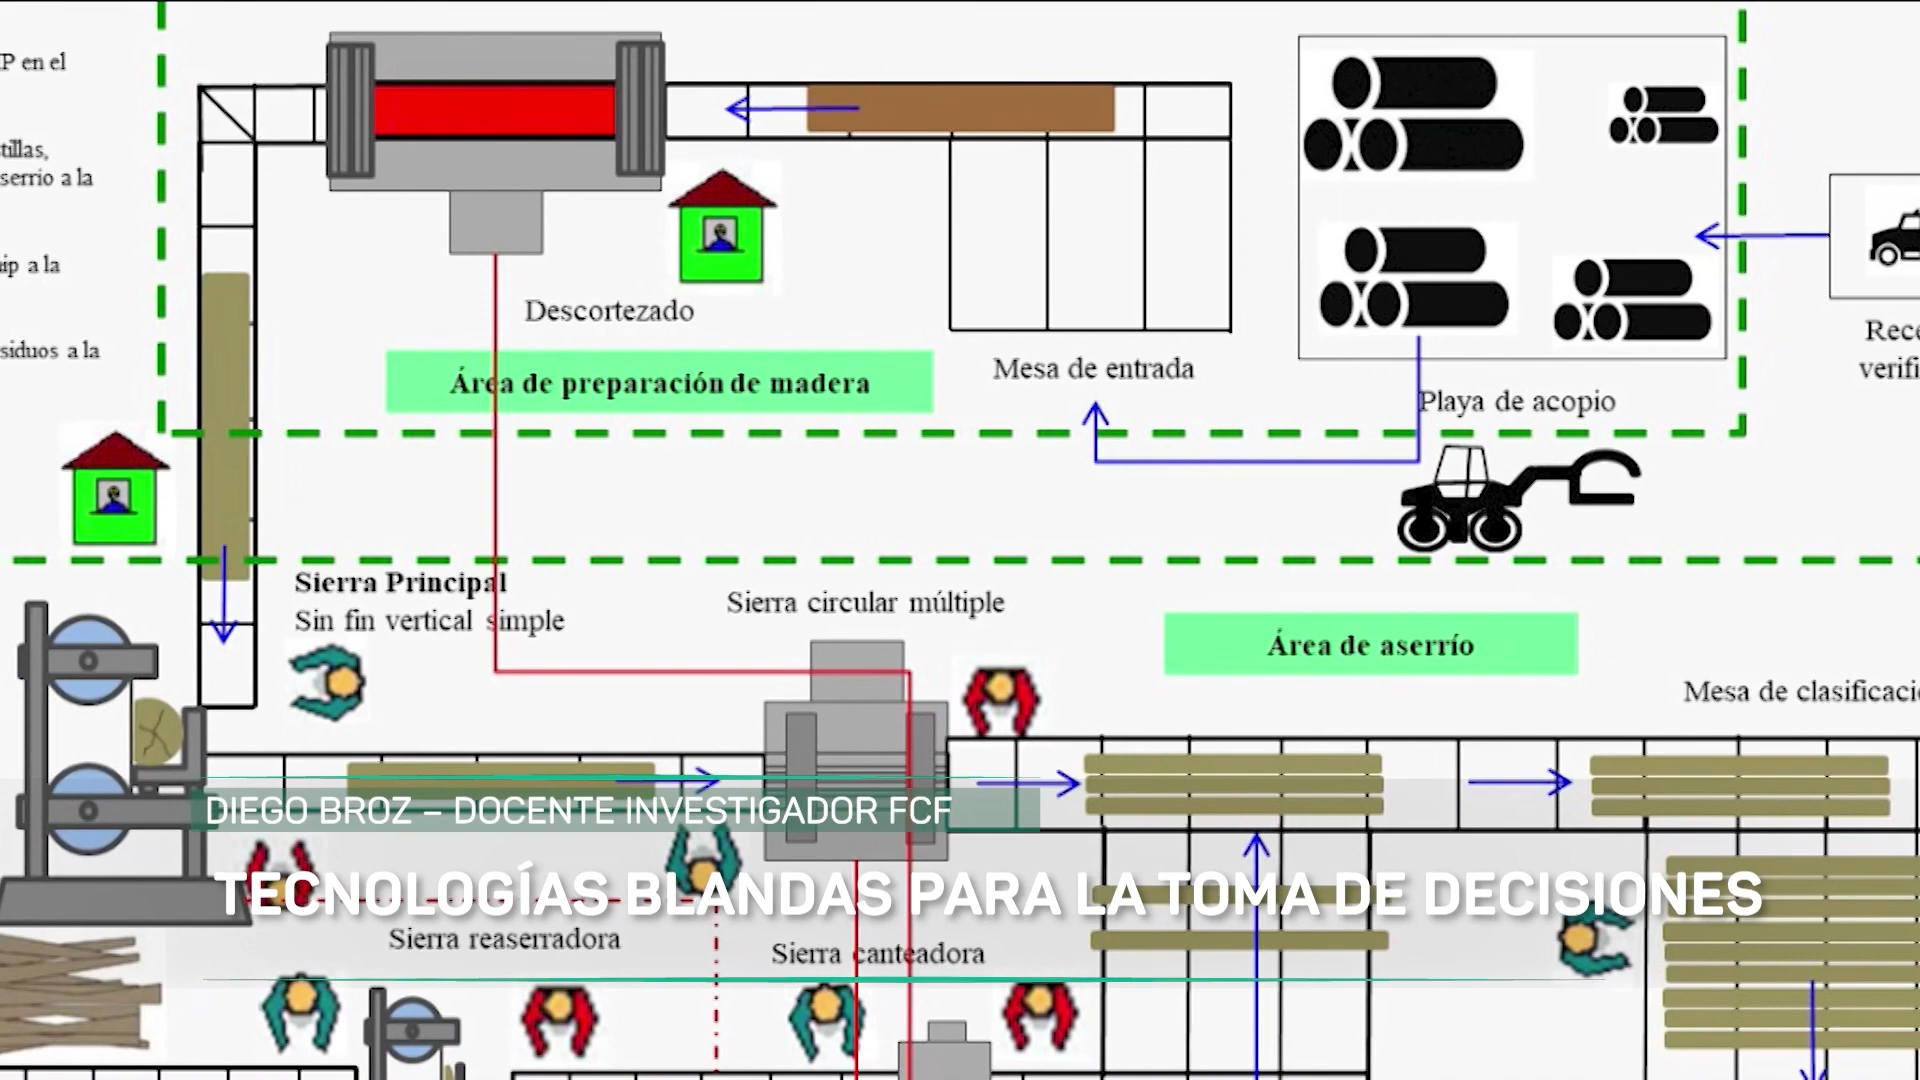 P en el
tillas,
serrio a la
ip a la
siduos a la
Descortezado
Área de preparación de madera
Mesa de entrada
Playa de acopio
Rece
verifi
Sierra Principal
Sin fin vertical simple
Sierra circular múltiple
Área de aserrío
Mesa de clasificació
DIEGO BROZ – DOCENTE INVESTIGADOR FCF
TECNOLOGÍAS BLANDAS PARA LA TOMA DE DECISIONES
Sierra reaserradora
Sierra canteadora